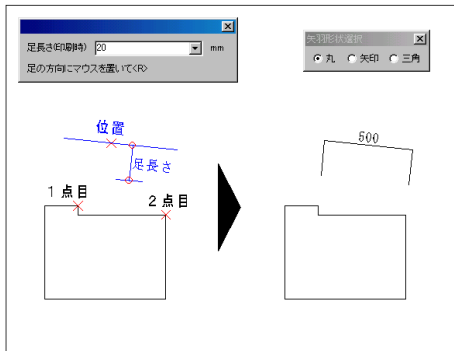 足長さ(印刷時) 20 mm
足の方向にマウスを置いて<R>
矢羽形状選択
丸 矢印 三角
位置
足長さ
1点目
2点目
500